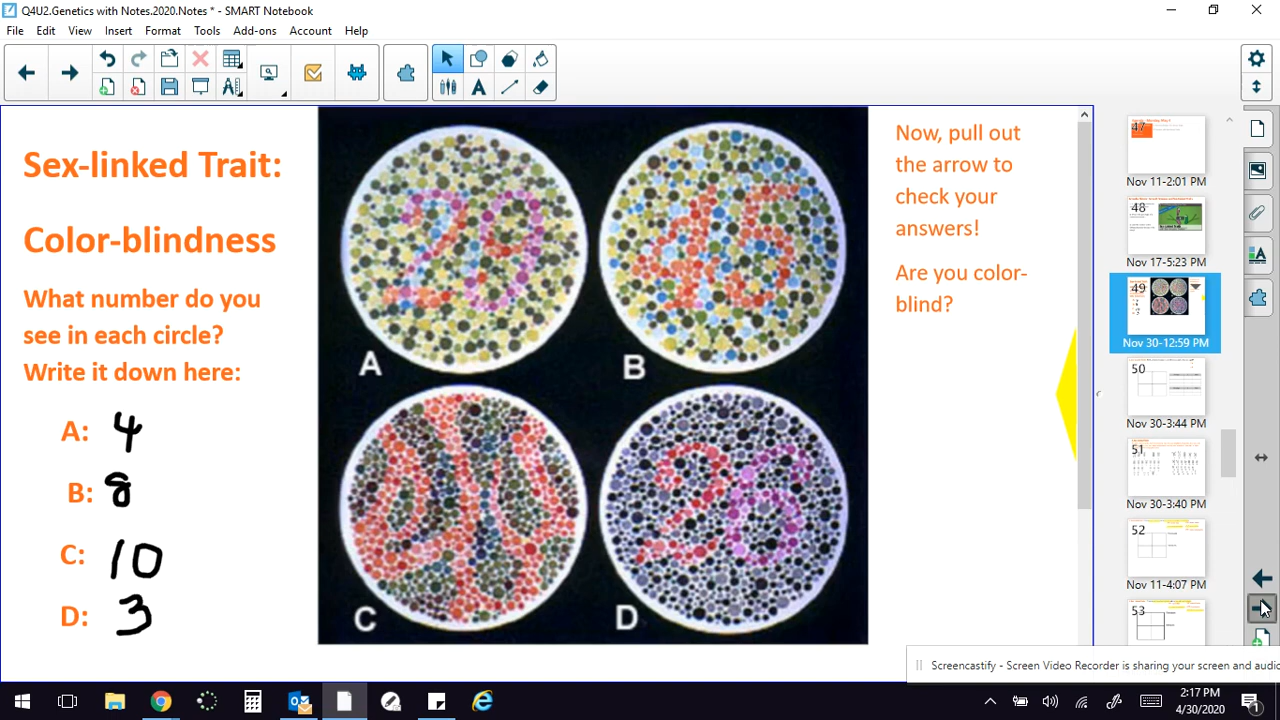 Q4U2.Genetics with Notes.2020.Notes * - SMART Notebook
File Edit View Insert Format Tools Add-ons Account Help
Sex-linked Trait:
Color-blindness
What number do you
see in each circle?
Write it down here:
A: 4
B: 8
C: 10
D: 3
29
45
A
B
26
C
D
Now, pull out
the arrow to
check your
answers!
Are you color-
blind?
47
Nov 11-2:01 PM
48
Nov 17-5:23 PM
49
Nov 30-12:59 PM
50
Nov 30-3:44 PM
51
Nov 30-3:40 PM
52
Nov 11-4:07 PM
53
Screencastify - Screen Video Recorder is sharing your screen and audio
2:17 PM
4/30/2020
1